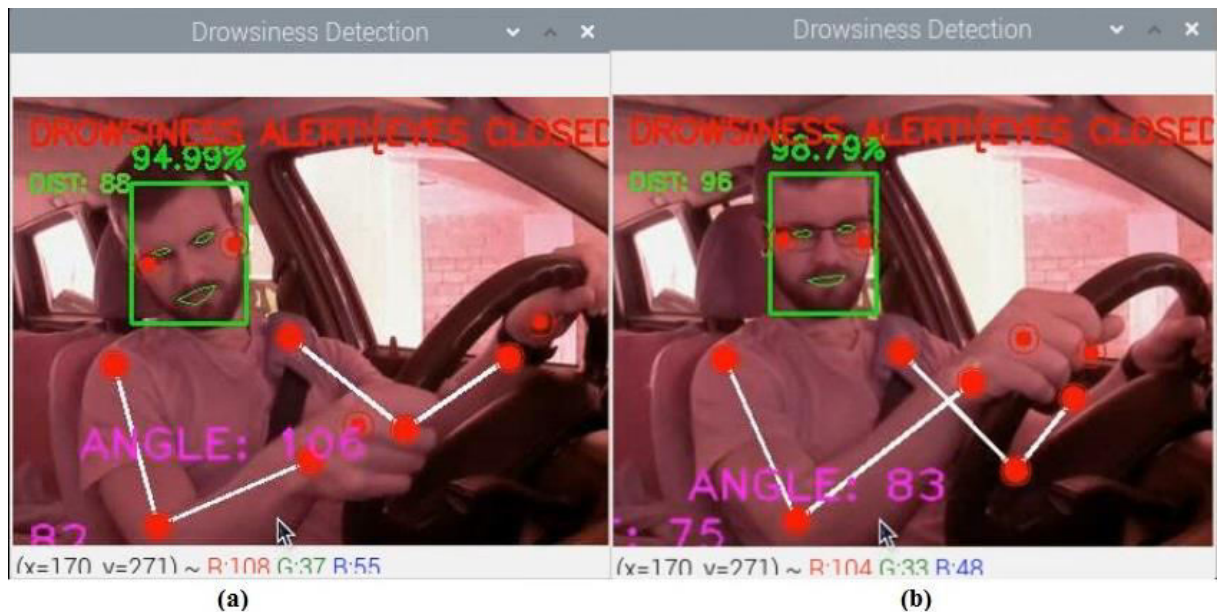 Drowsiness Detection
DROWSINESS ALERT!(EYES CLOSED
94.99%
DIST: 88
ANGLE: 106
82
(x=170, y=271) ~ R:108 G:37 B:55
(a)
Drowsiness Detection
DROWSINESS ALERT!(EYES CLOSED
98.79%
DIST: 96
ANGLE: 83
: 75
(x=170, y=271) ~ R:104 G:33 B:48
(b)